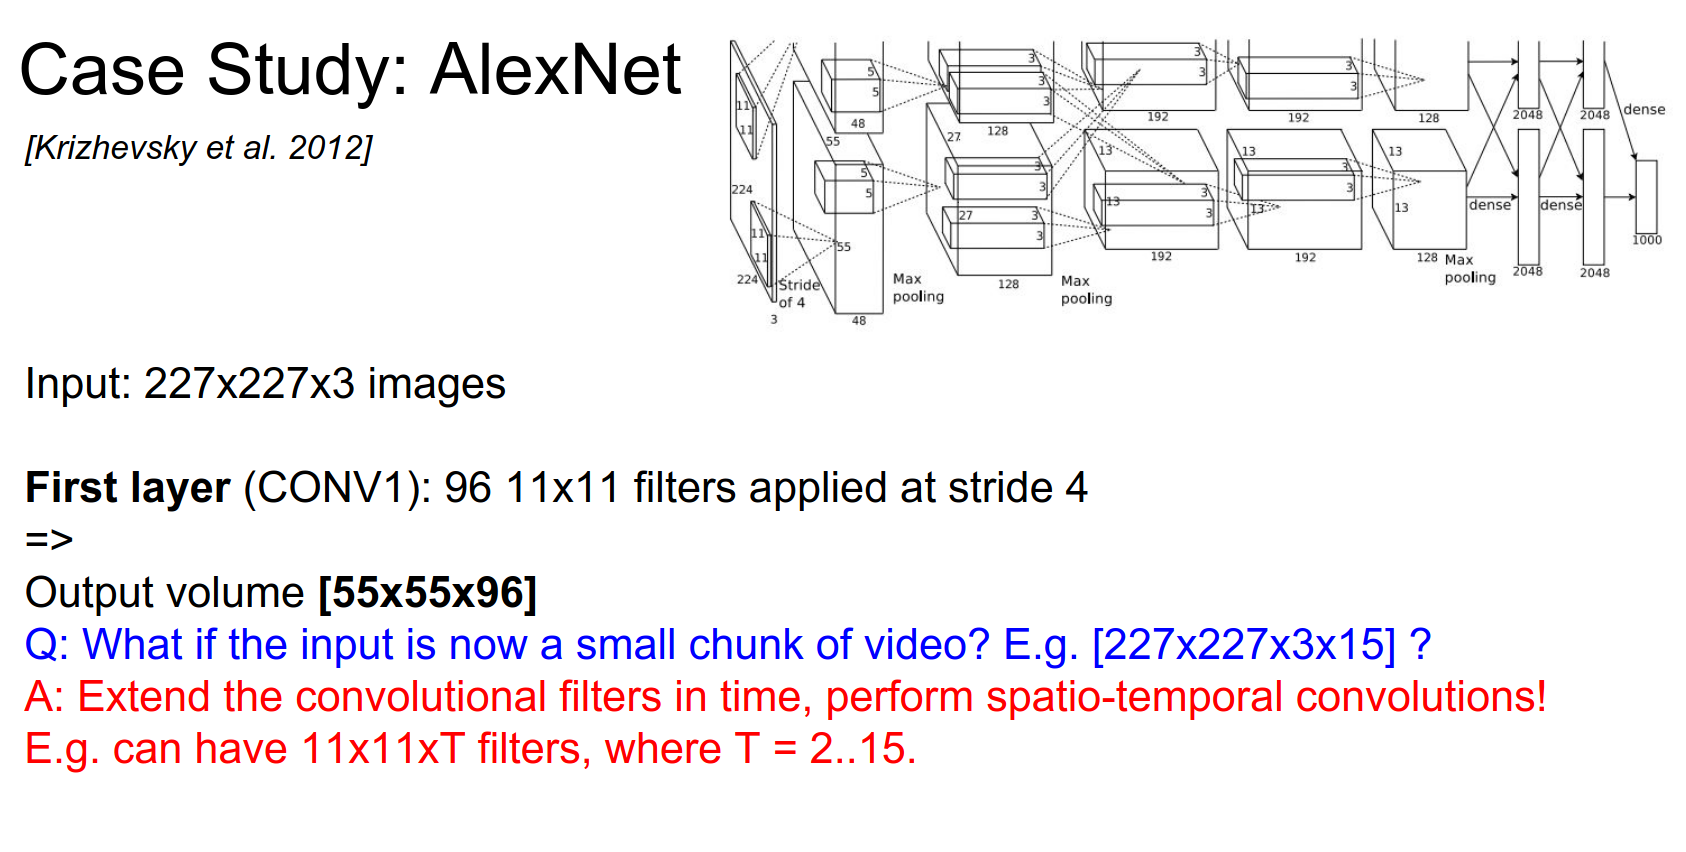 Case Study: AlexNet
[Krizhevsky et al. 2012]
11
11
224
11
11
224
3
Stride
of 4
5
5
48
55
5
5
55
48
Max
pooling
3
3
3
128
27
3
3
27
3
3
128
Max
pooling
3
3
192
13
3
3
13
192
3
3
192
13
3
3
13
192
128
13
13
128
Max
pooling
2048
2048
dense
dense
dense
2048
2048
1000
Input: 227x227x3 images
First layer (CONV1): 96 11x11 filters applied at stride 4
=>
Output volume [55x55x96]
Q: What if the input is now a small chunk of video? E.g. [227x227x3x15] ?
A: Extend the convolutional filters in time, perform spatio-temporal convolutions!
E.g. can have 11x11xT filters, where T = 2..15.